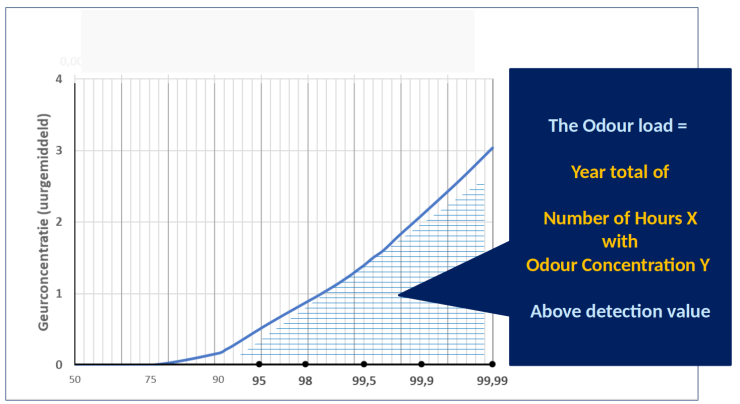 4
3
2
1
0
Geurconcentratie (uurgemiddeld)
50 75 90 95 98 99,5 99,9 99,99
The Odour load =
Year total of
Number of Hours X
with
Odour Concentration Y
Above detection value